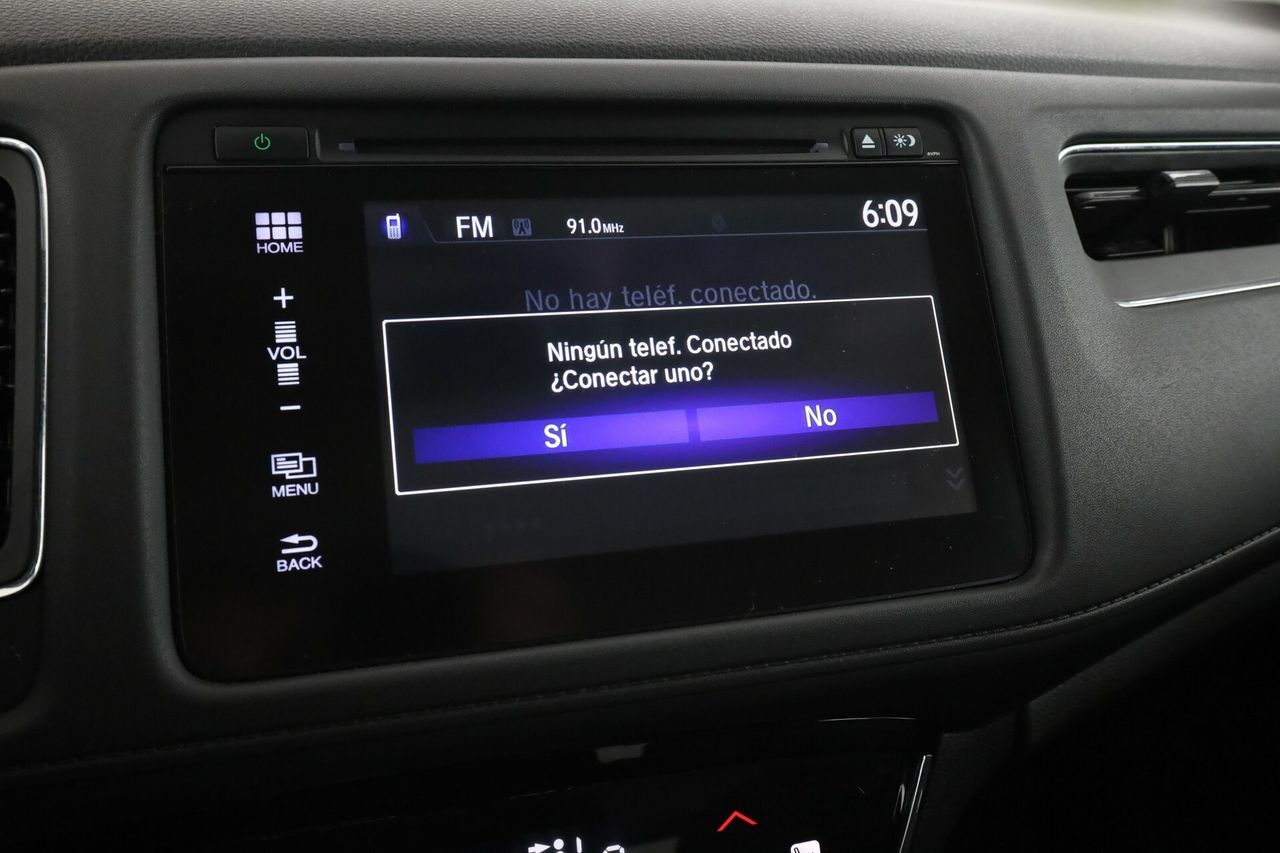 HOME
FM 91.0MHz 6:09
No hay teléf. conectado.
Ningún telef. Conectado
¿Conectar uno?
Sí No
+
VOL
−
MENU
BACK